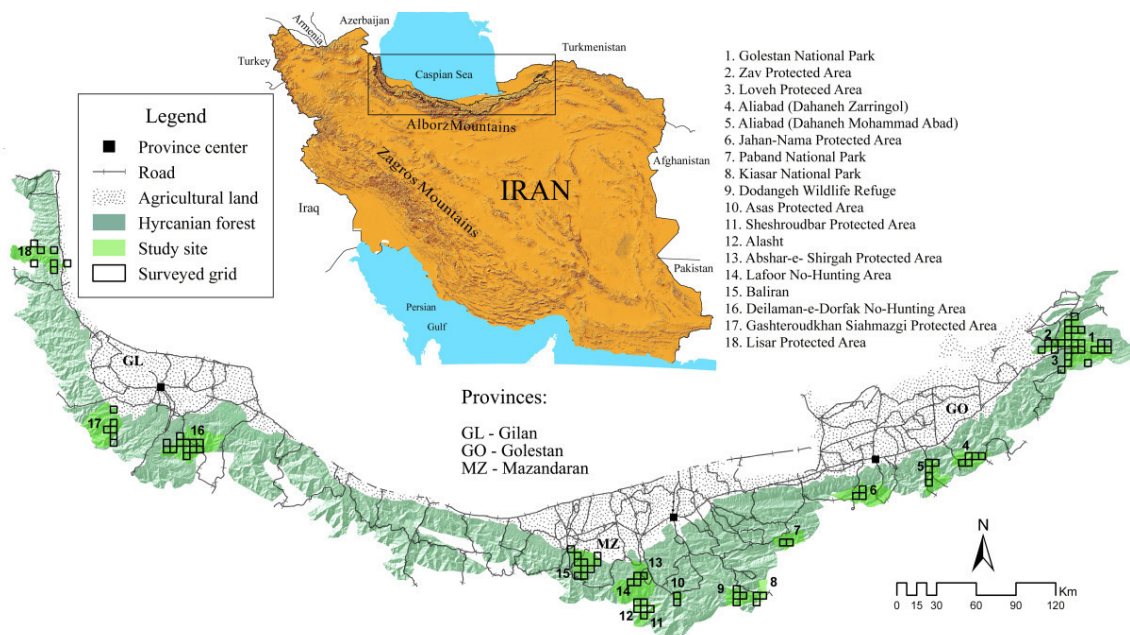 Armenia
Azerbaijan
Turkey
Caspian Sea
Turkmenistan
Alborz Mountains
Zagros Mountains
IRAN
Afghanistan
Iraq
Pakistan
Persian
Gulf
Legend
Province center
Road
Agricultural land
Hyrcanian forest
Study site
Surveyed grid
1. Golestan National Park
2. Zav Protected Area
3. Loveh Proteced Area
4. Aliabad (Dahaneh Zarringol)
5. Aliabad (Dahaneh Mohammad Abad)
6. Jahan-Nama Protected Area
7. Paband National Park
8. Kiasar National Park
9. Dodangeh Wildlife Refuge
10. Asas Protected Area
11. Sheshroudbar Protected Area
12. Alasht
13. Abshar-e- Shirgah Protected Area
14. Lafoor No-Hunting Area
15. Baliran
16. Deilaman-e-Dorfak No-Hunting Area
17. Gashteroudkhan Siahmazgi Protected Area
18. Lisar Protected Area
Provinces:
GL - Gilan
GO - Golestan
MZ - Mazandaran
18
GL
17
16
15
MZ
13
14
12
11
10
9
8
7
6
5
4
GO
3
2
1
N
0 15 30 60 90 120
Km